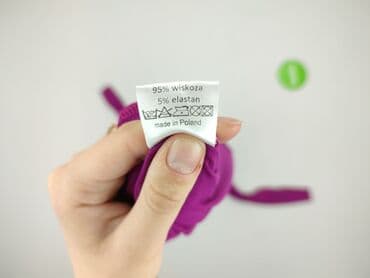 95% wiskoza
5% elastan
made in Poland